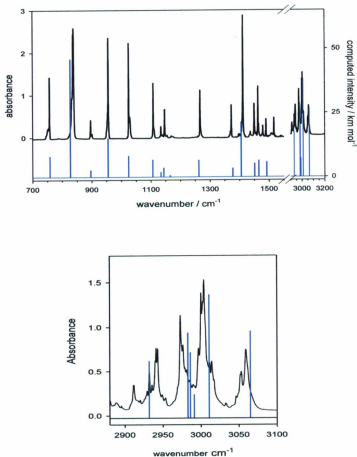 3
2
1
0
absorbance
50
25
0
computed intensity / km mol⁻¹
700 900 1100 1300 1500 3000 3200
wavenumber / cm⁻¹
1.5
1.0
0.5
0.0
Absorbance
2900 2950 3000 3050 3100
wavenumber cm⁻¹